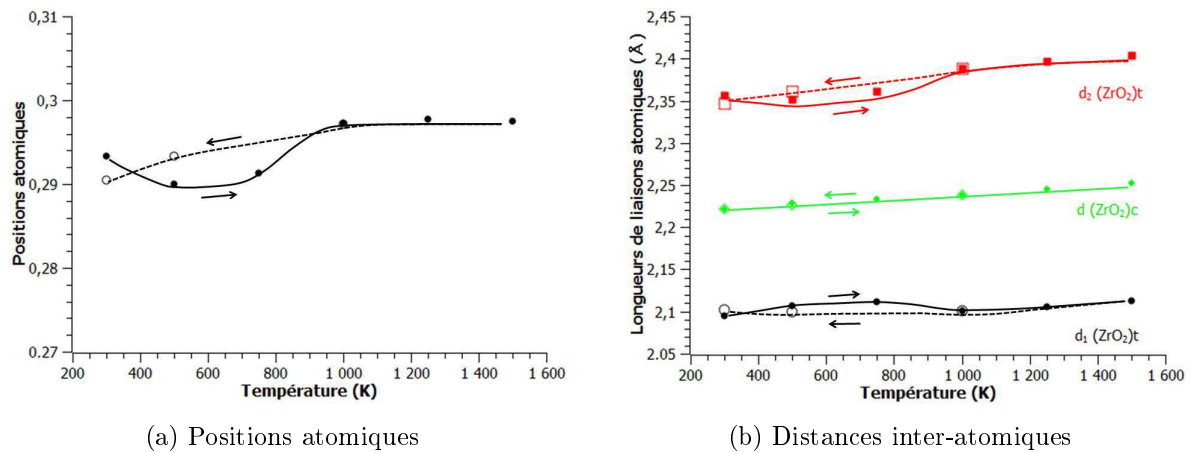 0,31
0,3
0,29
0,28
0.27
Positions atomiques
200 400 600 800 1000 1 200 1 400 1 600
Température (K)
(a) Positions atomiques
2,45
2,4
2,35
2,3
2,25
2,2
2,15
2,1
2.05
Longueurs de liaisons atomiques (Å)
d₂ (ZrO₂)t
d (ZrO₂)c
d₁ (ZrO₂)t
200 400 600 800 1 000 1 200 1 400 1 600
Température (K)
(b) Distances inter-atomiques